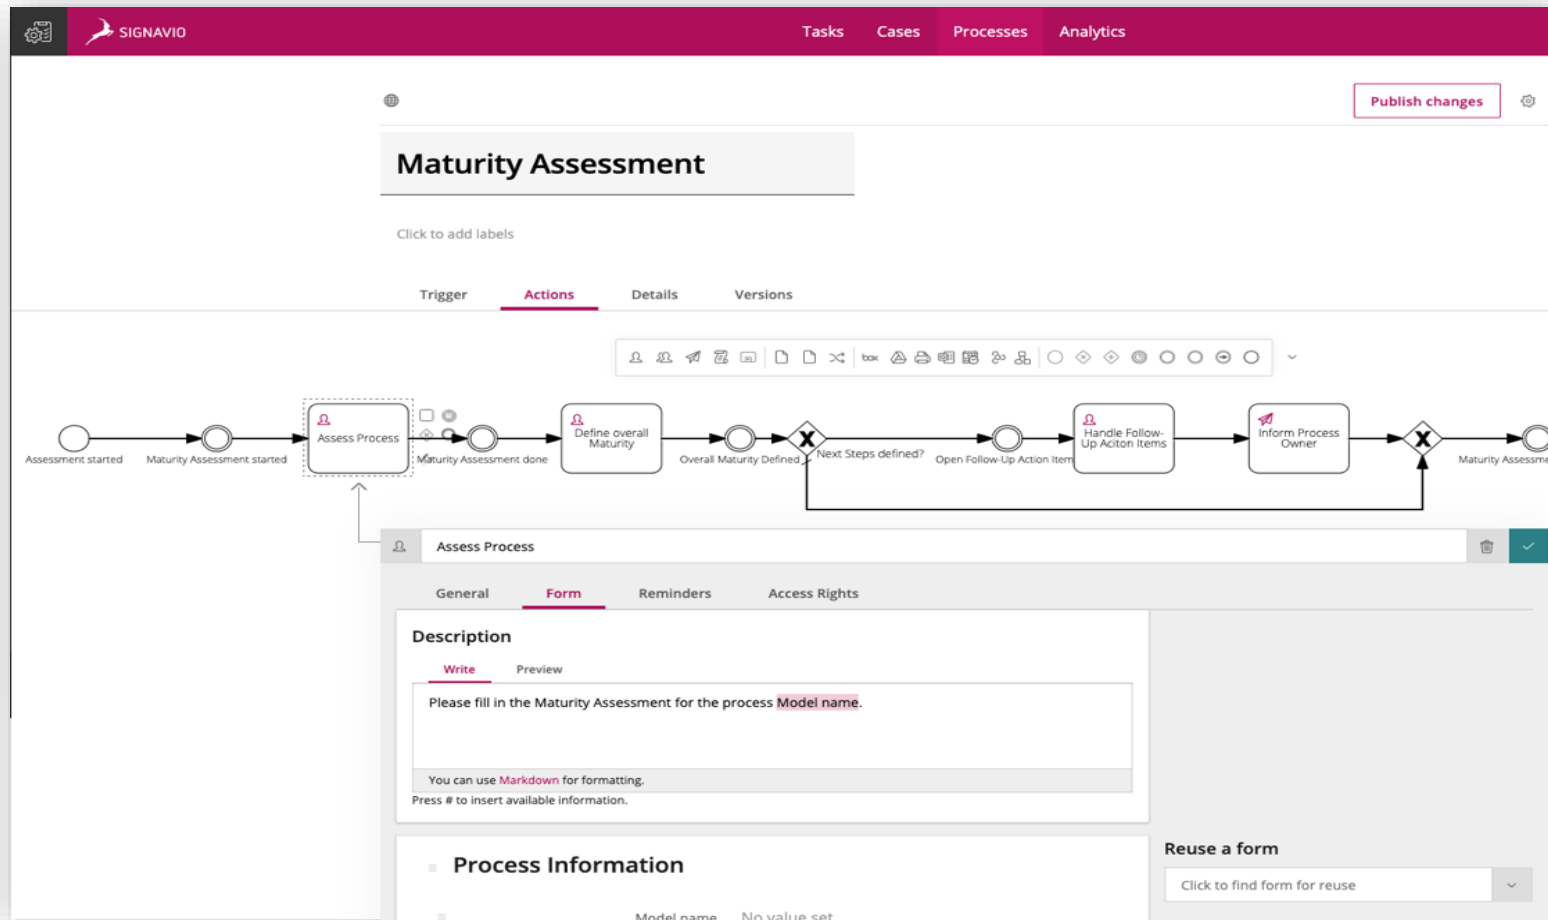 SIGNAVIO
Tasks Cases Processes Analytics
Publish changes
Maturity Assessment
Click to add labels
Trigger Actions Details Versions
box
Assessment started
Maturity Assessment started
Assess Process
Maturity Assessment done
Define overall
Maturity
Overall Maturity Defined
X
Next Steps defined?
Open Follow-Up Action Item
Handle Follow-
Up Aciton Items
Inform Process
Owner
X
Maturity Assessme
Assess Process
General Form Reminders Access Rights
Description
Write Preview
Please fill in the Maturity Assessment for the process Model name.
You can use Markdown for formatting.
Press # to insert available information.
Process Information
Model name No value set
Reuse a form
Click to find form for reuse